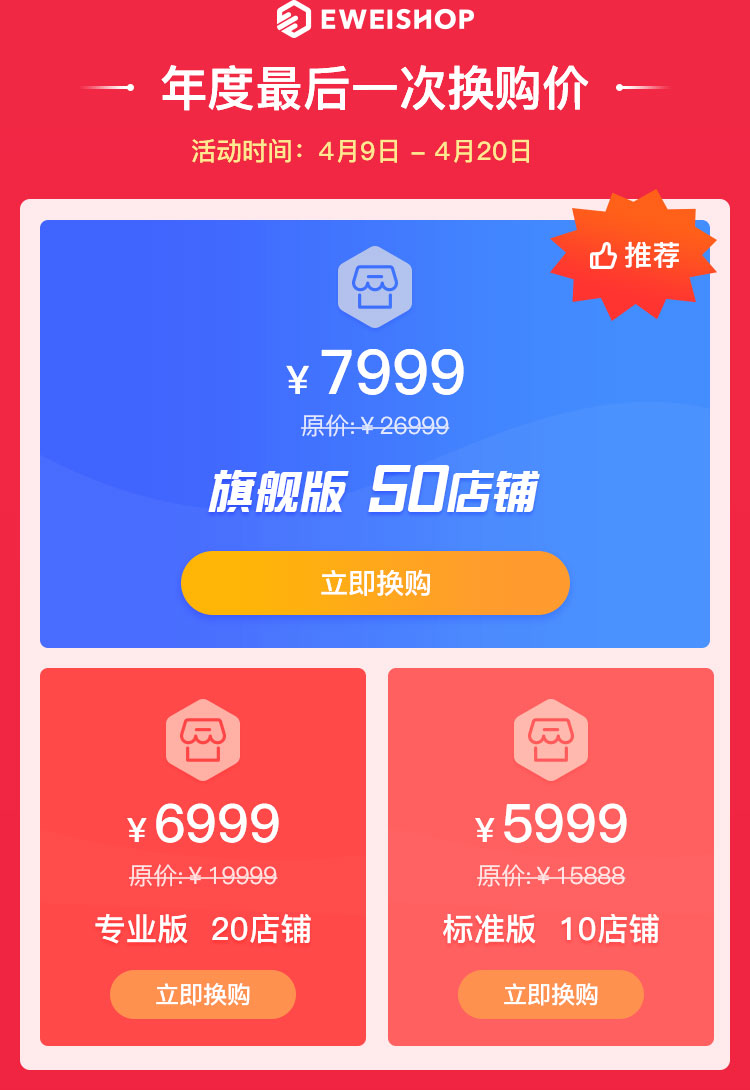 EWEISHOP
年度最后一次换购价
活动时间：4月9日 – 4月20日
推荐
¥ 7999
原价:¥26999
旗舰版 50店铺
立即换购
¥ 6999
原价:¥19999
专业版 20店铺
立即换购
¥ 5999
原价:¥15888
标准版 10店铺
立即换购